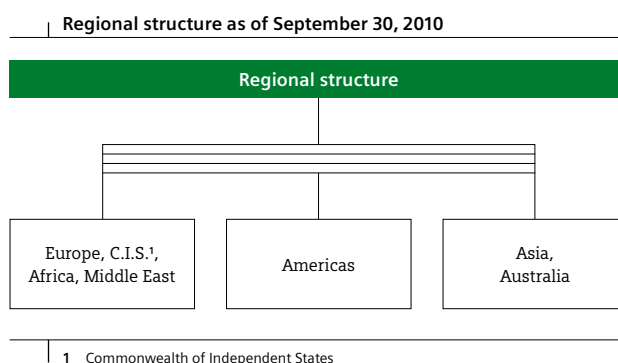 Regional structure as of September 30, 2010
Regional structure
Europe, C.I.S.¹,
Africa, Middle East
Americas
Asia,
Australia
1 Commonwealth of Independent States